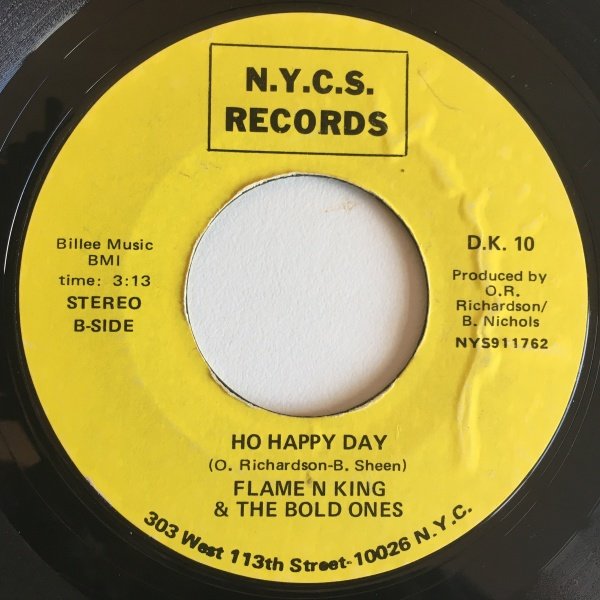 N.Y.C.S.
RECORDS
Billee Music
BMI
time: 3:13
STEREO
B-SIDE
D.K. 10
Produced by
O.R.
Richardson/
B. Nichols
NYS911762
HO HAPPY DAY
(O. Richardson-B. Sheen)
FLAME'N KING
& THE BOLD ONES
303 West 113th Street-10026 N.Y.C.